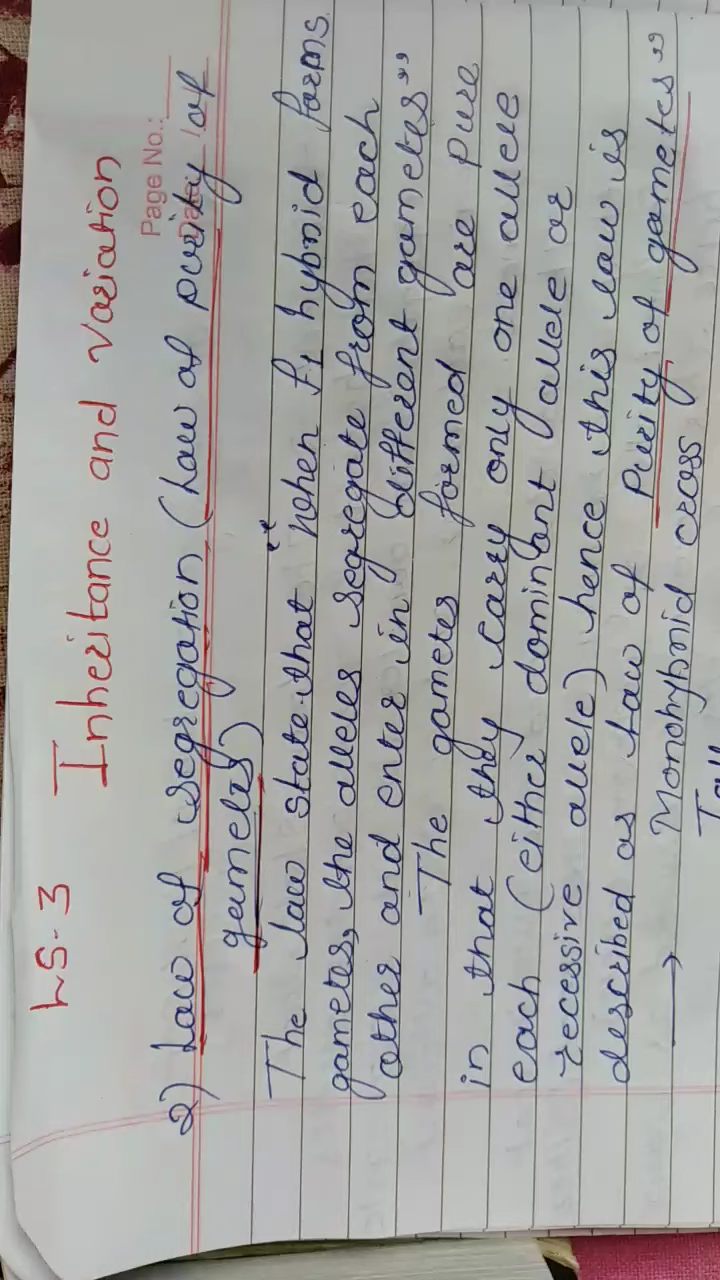 LS-3 Inheritance and Variation
Page No.:
Date
2) Law of segregation (Law of purity of
gametes)
The law state that "when F1 hybrid forms
gametes, the alleles segregate from each
other and enter in different gametes"
The gametes formed are pure
in that they carry only one allele
each (either dominant allele or
recessive allele) hence this law is
described as Law of Purity of gametes"
→ Monohybrid cross